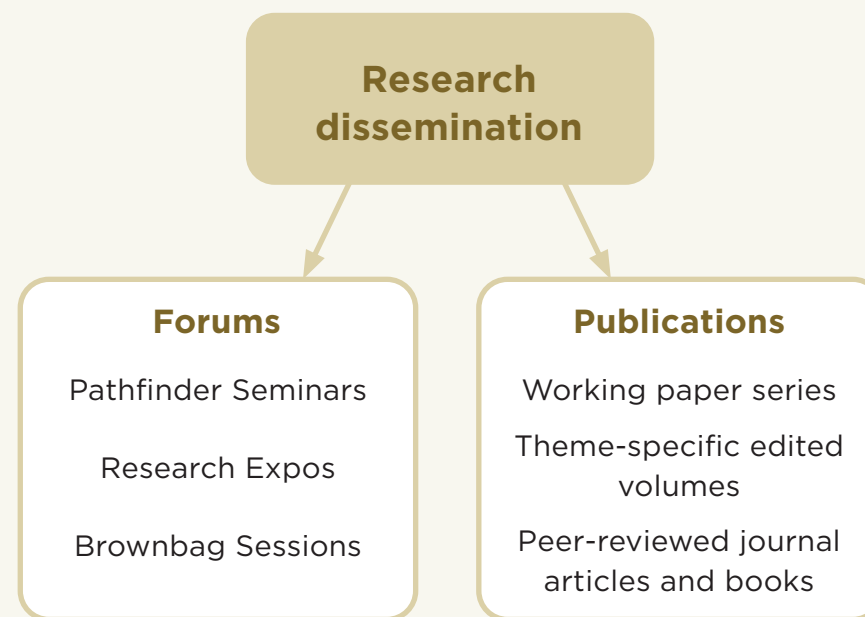 Research
dissemination
Forums
Pathfinder Seminars
Research Expos
Brownbag Sessions
Publications
Working paper series
Theme-specific edited
volumes
Peer-reviewed journal
articles and books